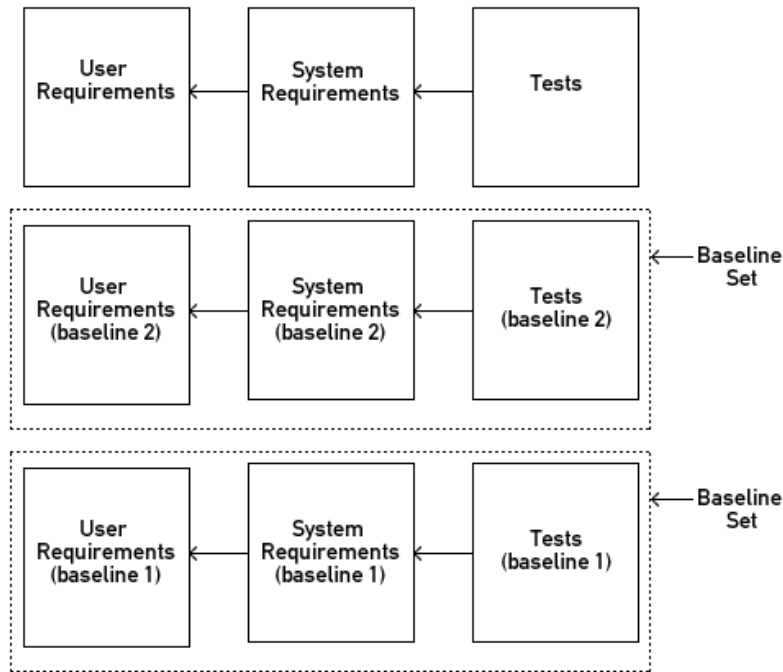 User
Requirements
System
Requirements
Tests
User
Requirements
(baseline 2)
System
Requirements
(baseline 2)
Tests
(baseline 2)
Baseline
Set
User
Requirements
(baseline 1)
System
Requirements
(baseline 1)
Tests
(baseline 1)
Baseline
Set